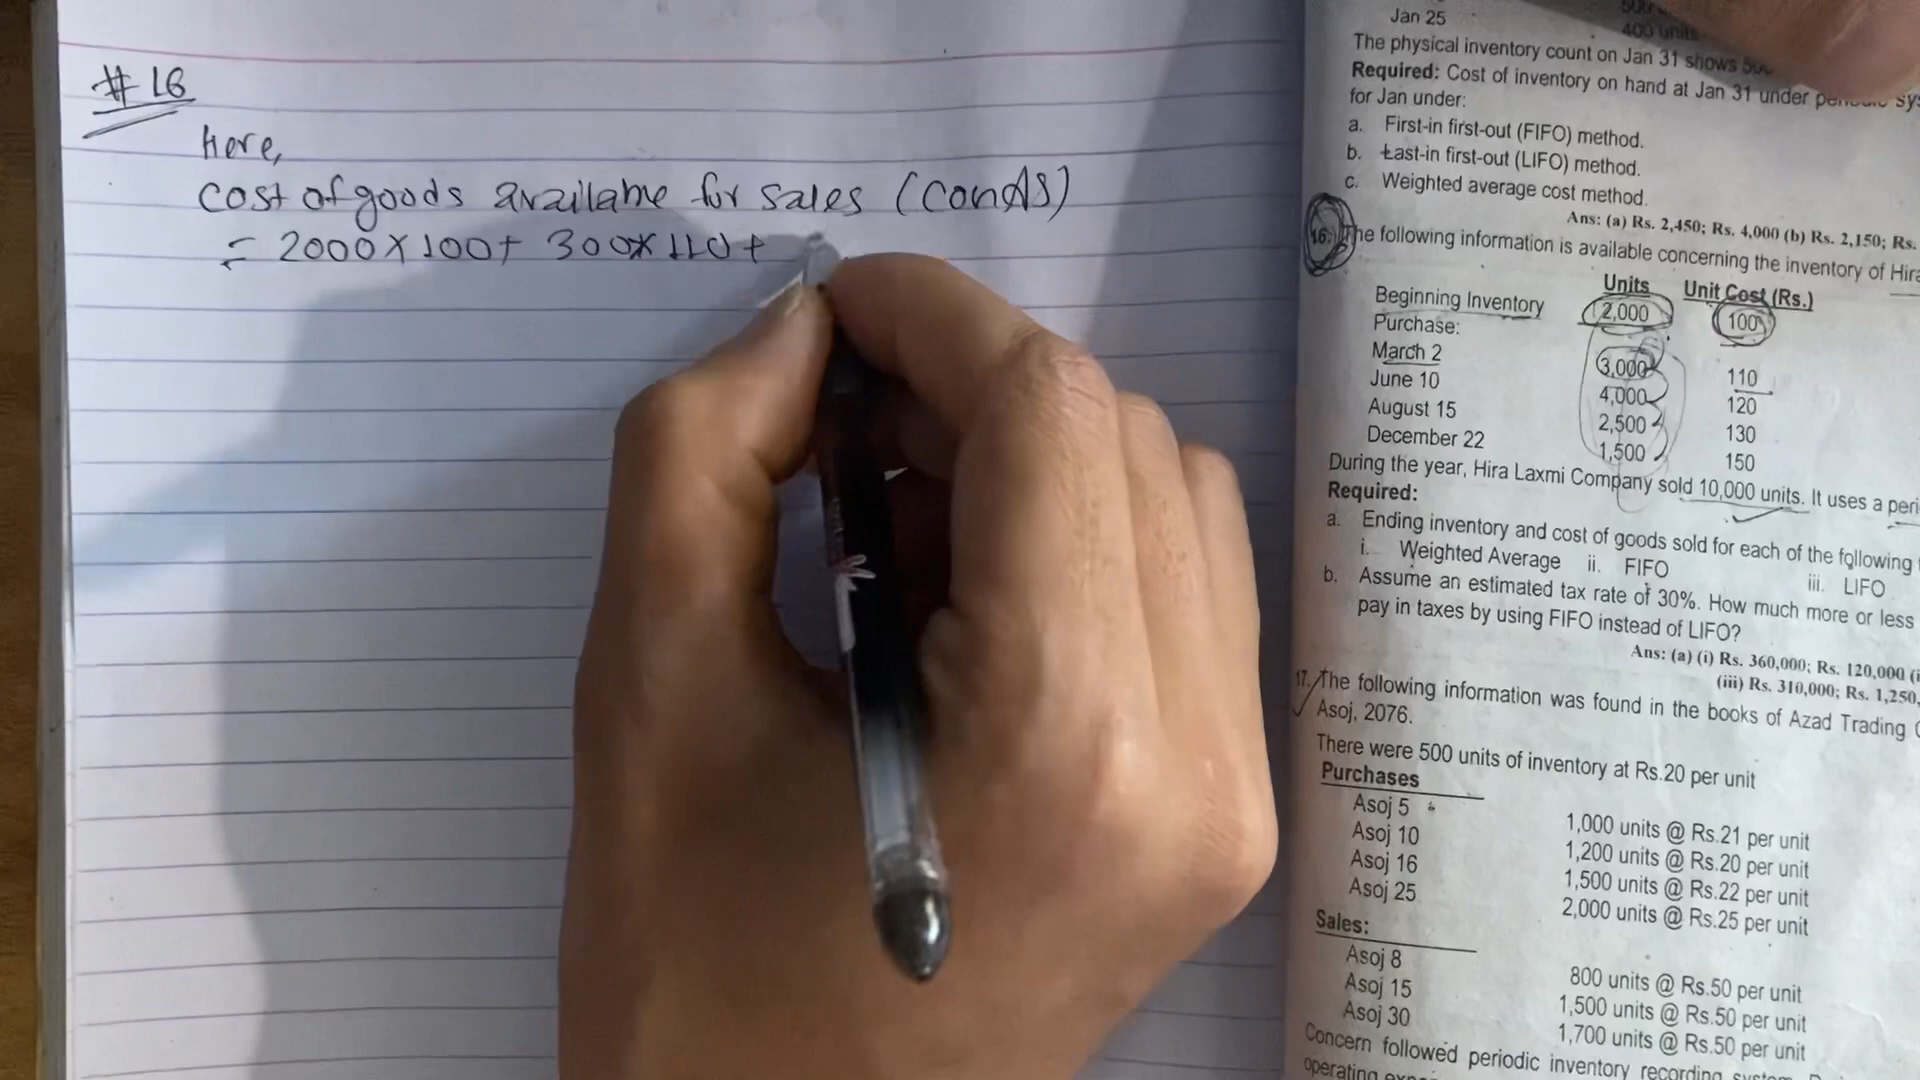 # 16
Here,
Cost of goods available for sales (COGAS)
= 2000 × 100 + 300× 110 +
Jan 25
400 units
The physical inventory count on Jan 31 shows
Required: Cost of inventory on hand at Jan 31 under
for Jan under:
a. First-in first-out (FIFO) method.
b. Last-in first-out (LIFO) method.
c. Weighted average cost method.
Ans: (a) Rs. 2,450; Rs. 4,000 (b) Rs. 2,150; Rs.
16. The following information is available concerning the inventory of
Units Unit Cost (Rs.)
Beginning Inventory 2,000 100
Purchase:
March 2 3,000 110
June 10 4,000 120
August 15 2,500 130
December 22 1,500 150
During the year, Hira Laxmi Company sold 10,000 units. It uses a
Required:
a. Ending inventory and cost of goods sold for each of the following
i. Weighted Average ii. FIFO iii. LIFO
b. Assume an estimated tax rate of 30%. How much more or less
pay in taxes by using FIFO instead of LIFO?
Ans: (a) (i) Rs. 360,000; Rs. 120,000
(iii) Rs. 310,000; Rs. 1,250,
17. The following information was found in the books of Azad Trading
Asoj, 2076.
There were 500 units of inventory at Rs.20 per unit
Purchases
Asoj 5 1,000 units @ Rs.21 per unit
Asoj 10 1,200 units @ Rs.20 per unit
Asoj 16 1,500 units @ Rs.22 per unit
Asoj 25 2,000 units @ Rs.25 per unit
Sales:
Asoj 8 800 units @ Rs.50 per unit
Asoj 15 1,500 units @ Rs.50 per unit
Asoj 30 1,700 units @ Rs.50 per unit
Concern followed periodic inventory recording system.
operating